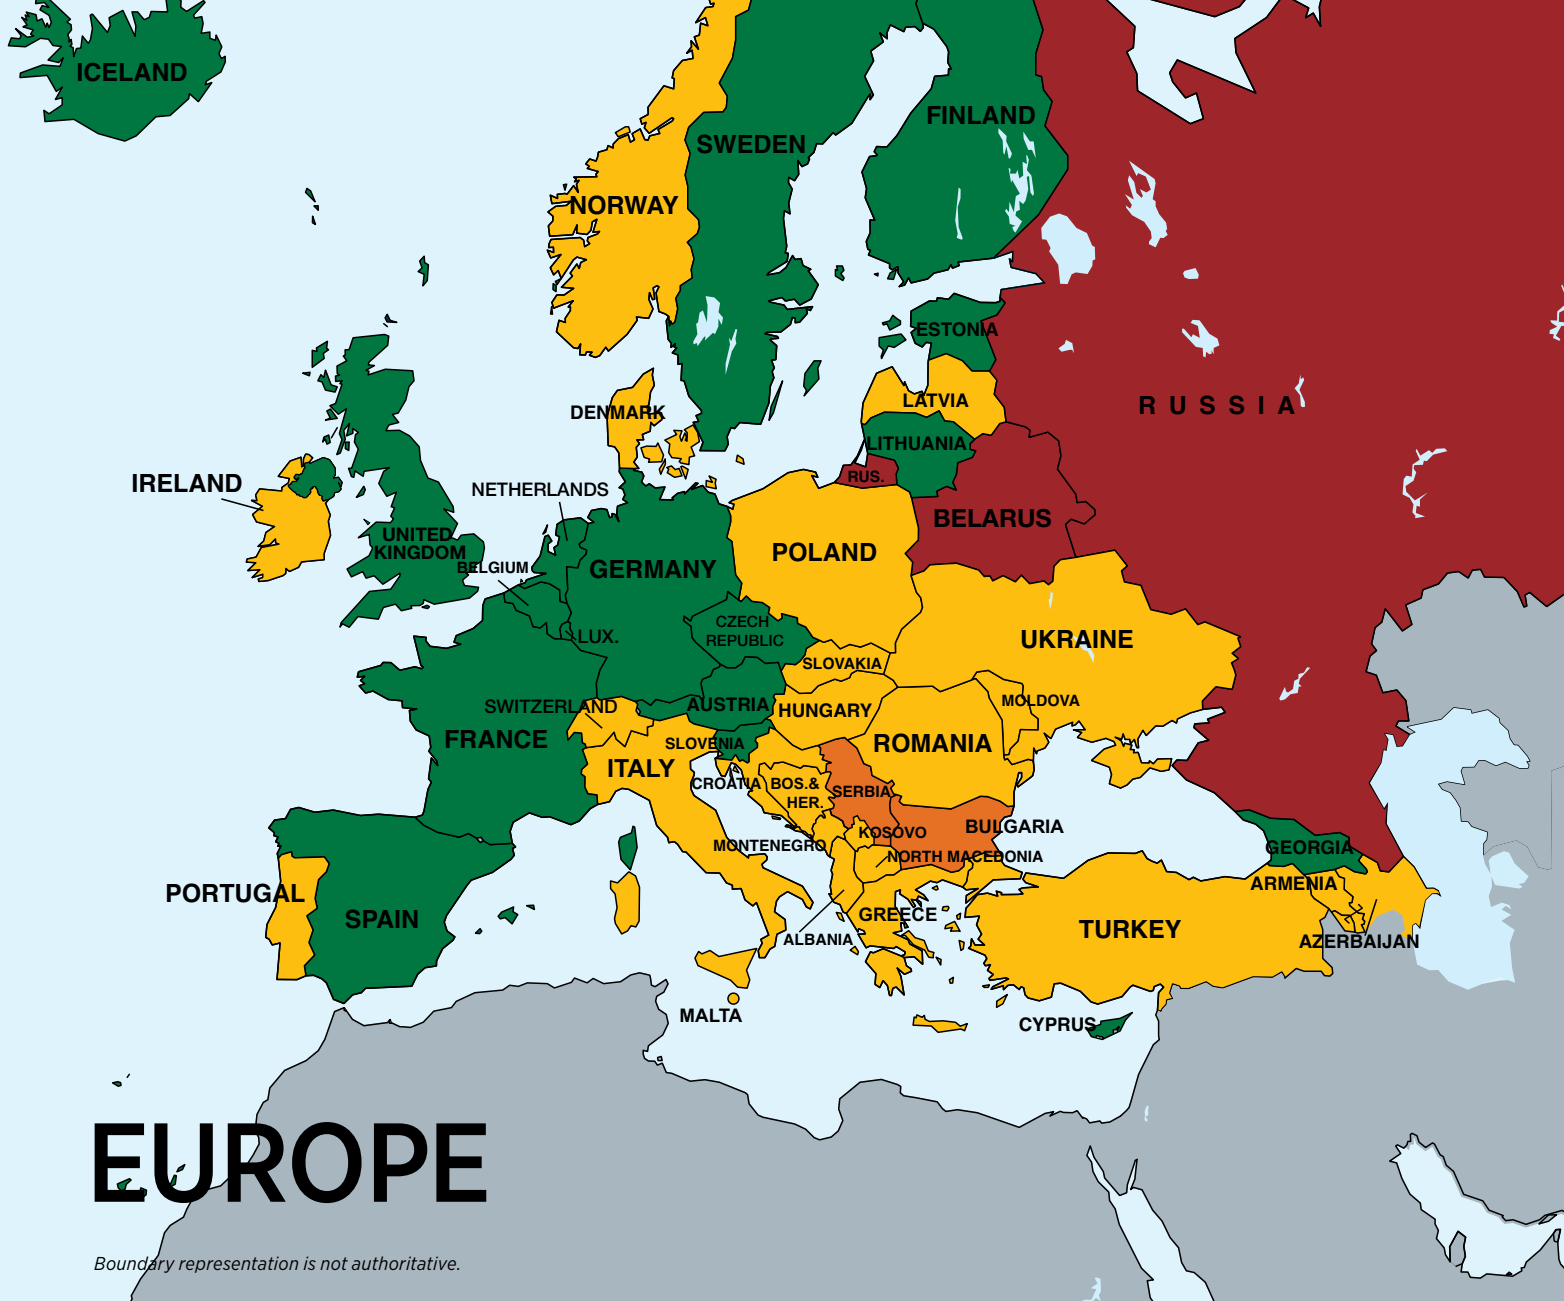 ICELAND
FINLAND
SWEDEN
NORWAY
ESTONIA
RUSSIA
LATVIA
DENMARK
LITHUANIA
RUS.
IRELAND
NETHERLANDS
BELARUS
UNITED
KINGDOM
POLAND
BELGIUM
GERMANY
CZECH
REPUBLIC
LUX.
UKRAINE
SLOVAKIA
MOLDOVA
SWITZERLAND
AUSTRIA
HUNGARY
FRANCE
SLOVENIA
ROMANIA
ITALY
CROATIA
BOS.&
HER.
SERBIA
BULGARIA
KOSOVO
MONTENEGRO
GEORGIA
NORTH MACEDONIA
ARMENIA
PORTUGAL
SPAIN
GREECE
TURKEY
ALBANIA
AZERBAIJAN
MALTA
CYPRUS
EUROPE
Boundary representation is not authoritative.